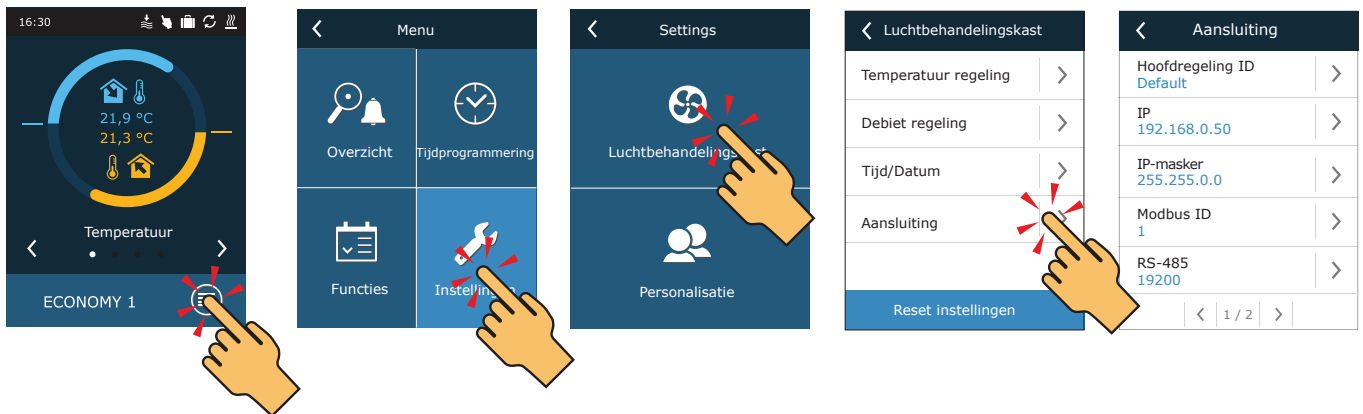 16:30
21,9 °C
21,3 °C
Temperatuur
ECONOMY 1
Menu
Overzicht
Tijdprogrammering
Functies
Instellingen
Settings
Luchtbehandelingskast
Personalisatie
Luchtbehandelingskast
Temperatuur regeling
Debiet regeling
Tijd/Datum
Aansluiting
Reset instellingen
Aansluiting
Hoofdregeling ID
Default
IP
192.168.0.50
IP-masker
255.255.0.0
Modbus ID
1
RS-485
19200
1 / 2